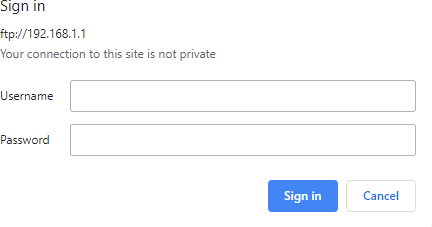 Sign in
ftp://192.168.1.1
Your connection to this site is not private
Username
Password
Sign in Cancel